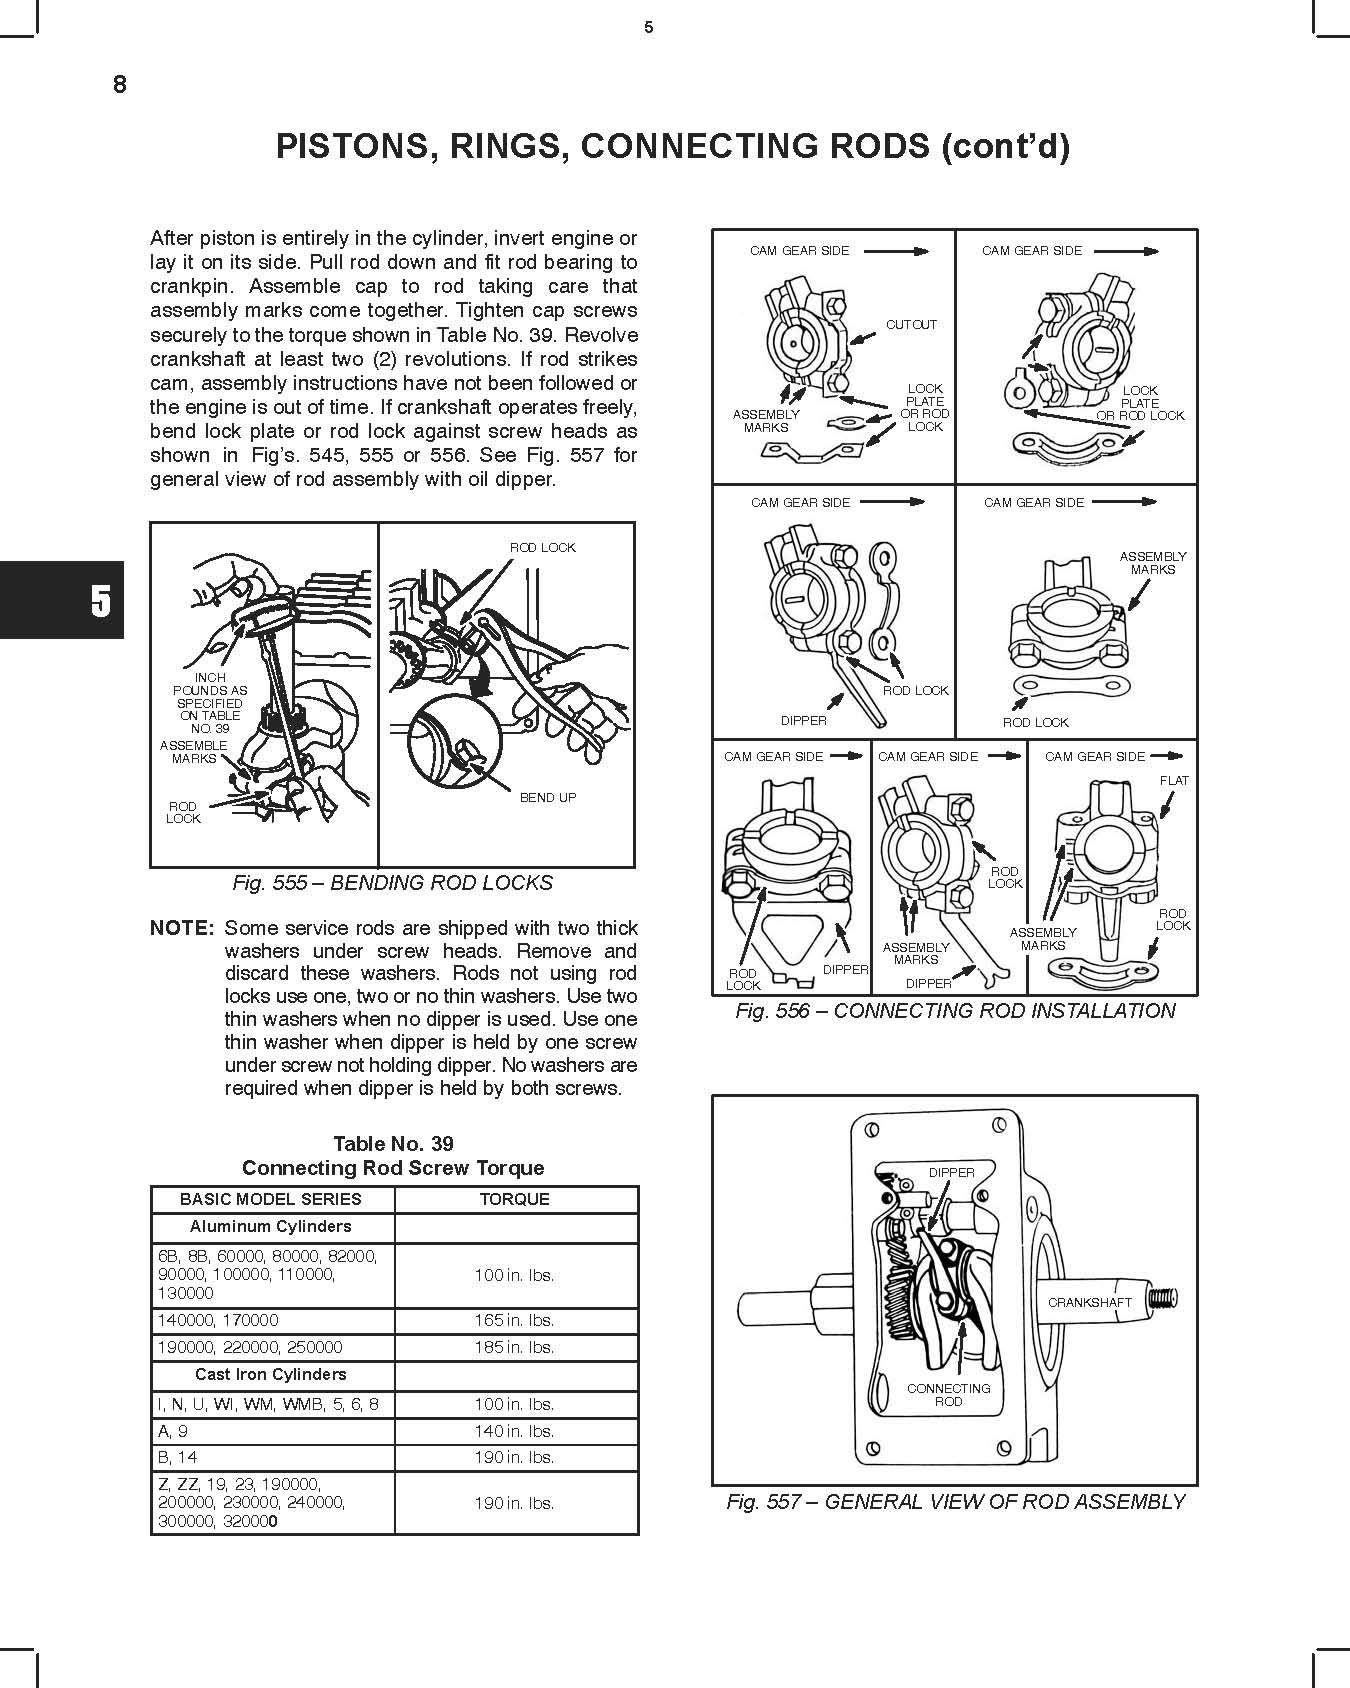 5
8
PISTONS, RINGS, CONNECTING RODS (cont’d)
After piston is entirely in the cylinder, invert engine or
lay it on its side. Pull rod down and fit rod bearing to
crankpin. Assemble cap to rod taking care that
assembly marks come together. Tighten cap screws
securely to the torque shown in Table No. 39. Revolve
crankshaft at least two (2) revolutions. If rod strikes
cam, assembly instructions have not been followed or
the engine is out of time. If crankshaft operates freely,
bend lock plate or rod lock against screw heads as
shown in Fig’s. 545, 555 or 556. See Fig. 557 for
general view of rod assembly with oil dipper.
5
ROD LOCK
INCH
POUNDS AS
SPECIFIED
ON TABLE
NO. 39
ASSEMBLE
MARKS
ROD
LOCK
BEND UP
Fig. 555 – BENDING ROD LOCKS
NOTE: Some service rods are shipped with two thick
washers under screw heads. Remove and
discard these washers. Rods not using rod
locks use one, two or no thin washers. Use two
thin washers when no dipper is used. Use one
thin washer when dipper is held by one screw
under screw not holding dipper. No washers are
required when dipper is held by both screws.
Table No. 39
Connecting Rod Screw Torque
BASIC MODEL SERIES TORQUE
Aluminum Cylinders
6B, 8B, 60000, 80000, 82000,
90000, 100000, 110000,
130000
100 in. lbs.
140000, 170000 165 in. lbs.
190000, 220000, 250000 185 in. lbs.
Cast Iron Cylinders
I, N, U, WI, WM, WMB, 5, 6, 8 100 in. lbs.
A, 9 140 in. lbs.
B, 14 190 in. lbs.
Z, ZZ, 19, 23, 190000,
200000, 230000, 240000,
300000, 320000
190 in. lbs.
CAM GEAR SIDE
CUTOUT
LOCK
PLATE
OR ROD
LOCK
ASSEMBLY
MARKS
CAM GEAR SIDE
LOCK
PLATE
OR ROD LOCK
CAM GEAR SIDE
ROD LOCK
DIPPER
CAM GEAR SIDE
ASSEMBLY
MARKS
ROD LOCK
CAM GEAR SIDE
ROD
LOCK
DIPPER
CAM GEAR SIDE
ROD
LOCK
ASSEMBLY
MARKS
DIPPER
CAM GEAR SIDE
FLAT
ROD
LOCK
ASSEMBLY
MARKS
Fig. 556 – CONNECTING ROD INSTALLATION
DIPPER
CRANKSHAFT
CONNECTING
ROD
Fig. 557 – GENERAL VIEW OF ROD ASSEMBLY